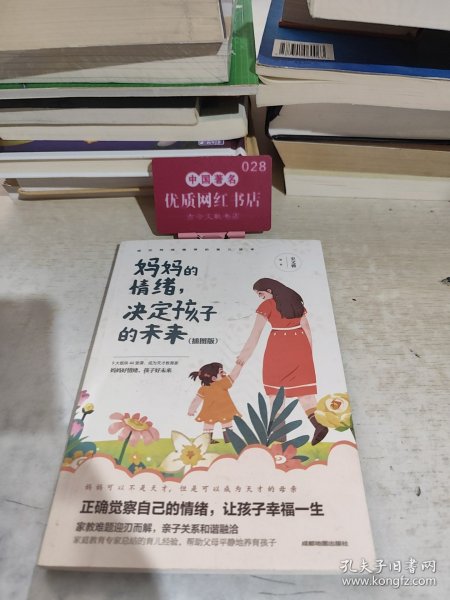 028
中国著名
优质网红书店
古今文献书店
妈妈的
情绪，
决定孩子
的未来
(插图版)
妈妈好情绪，孩子好未来
妈妈可以不是天才，但是可以成为天才的母亲
正确觉察自己的情绪，让孩子幸福一生
家教难题迎刃而解，亲子关系和谐融洽
家庭教育专家总结的育儿经验，帮助父母平静地养育孩子
成都地图出版社
孔夫子旧书网